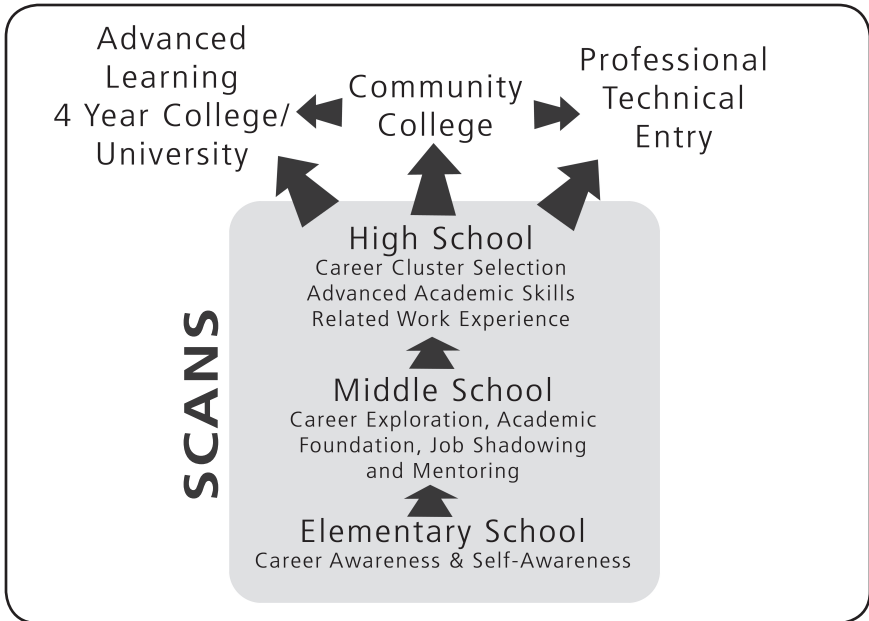 Advanced
Learning
4 Year College/
University
Community
College
Professional
Technical
Entry
SCANS
High School
Career Cluster Selection
Advanced Academic Skills
Related Work Experience
Middle School
Career Exploration, Academic
Foundation, Job Shadowing
and Mentoring
Elementary School
Career Awareness & Self-Awareness